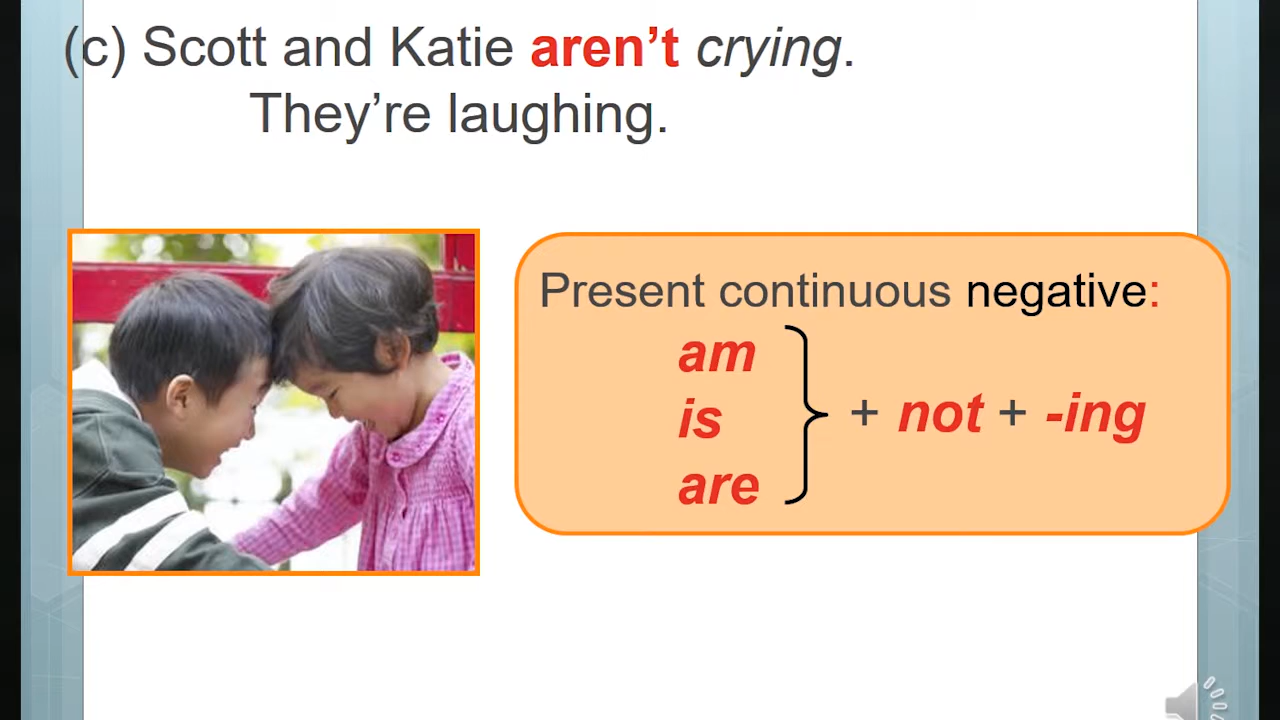 (c) Scott and Katie aren’t crying.
They’re laughing.
Present continuous negative:
am
is
are
+ not + -ing